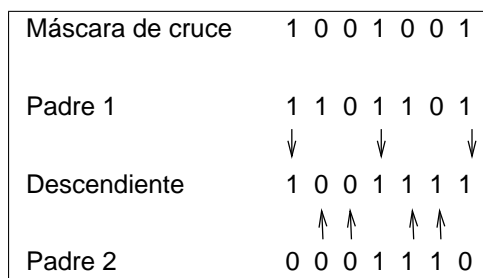 Máscara de cruce 1 0 0 1 0 0 1
Padre 1 1 1 0 1 1 0 1
Descendiente 1 0 0 1 1 1 1
Padre 2 0 0 0 1 1 1 0